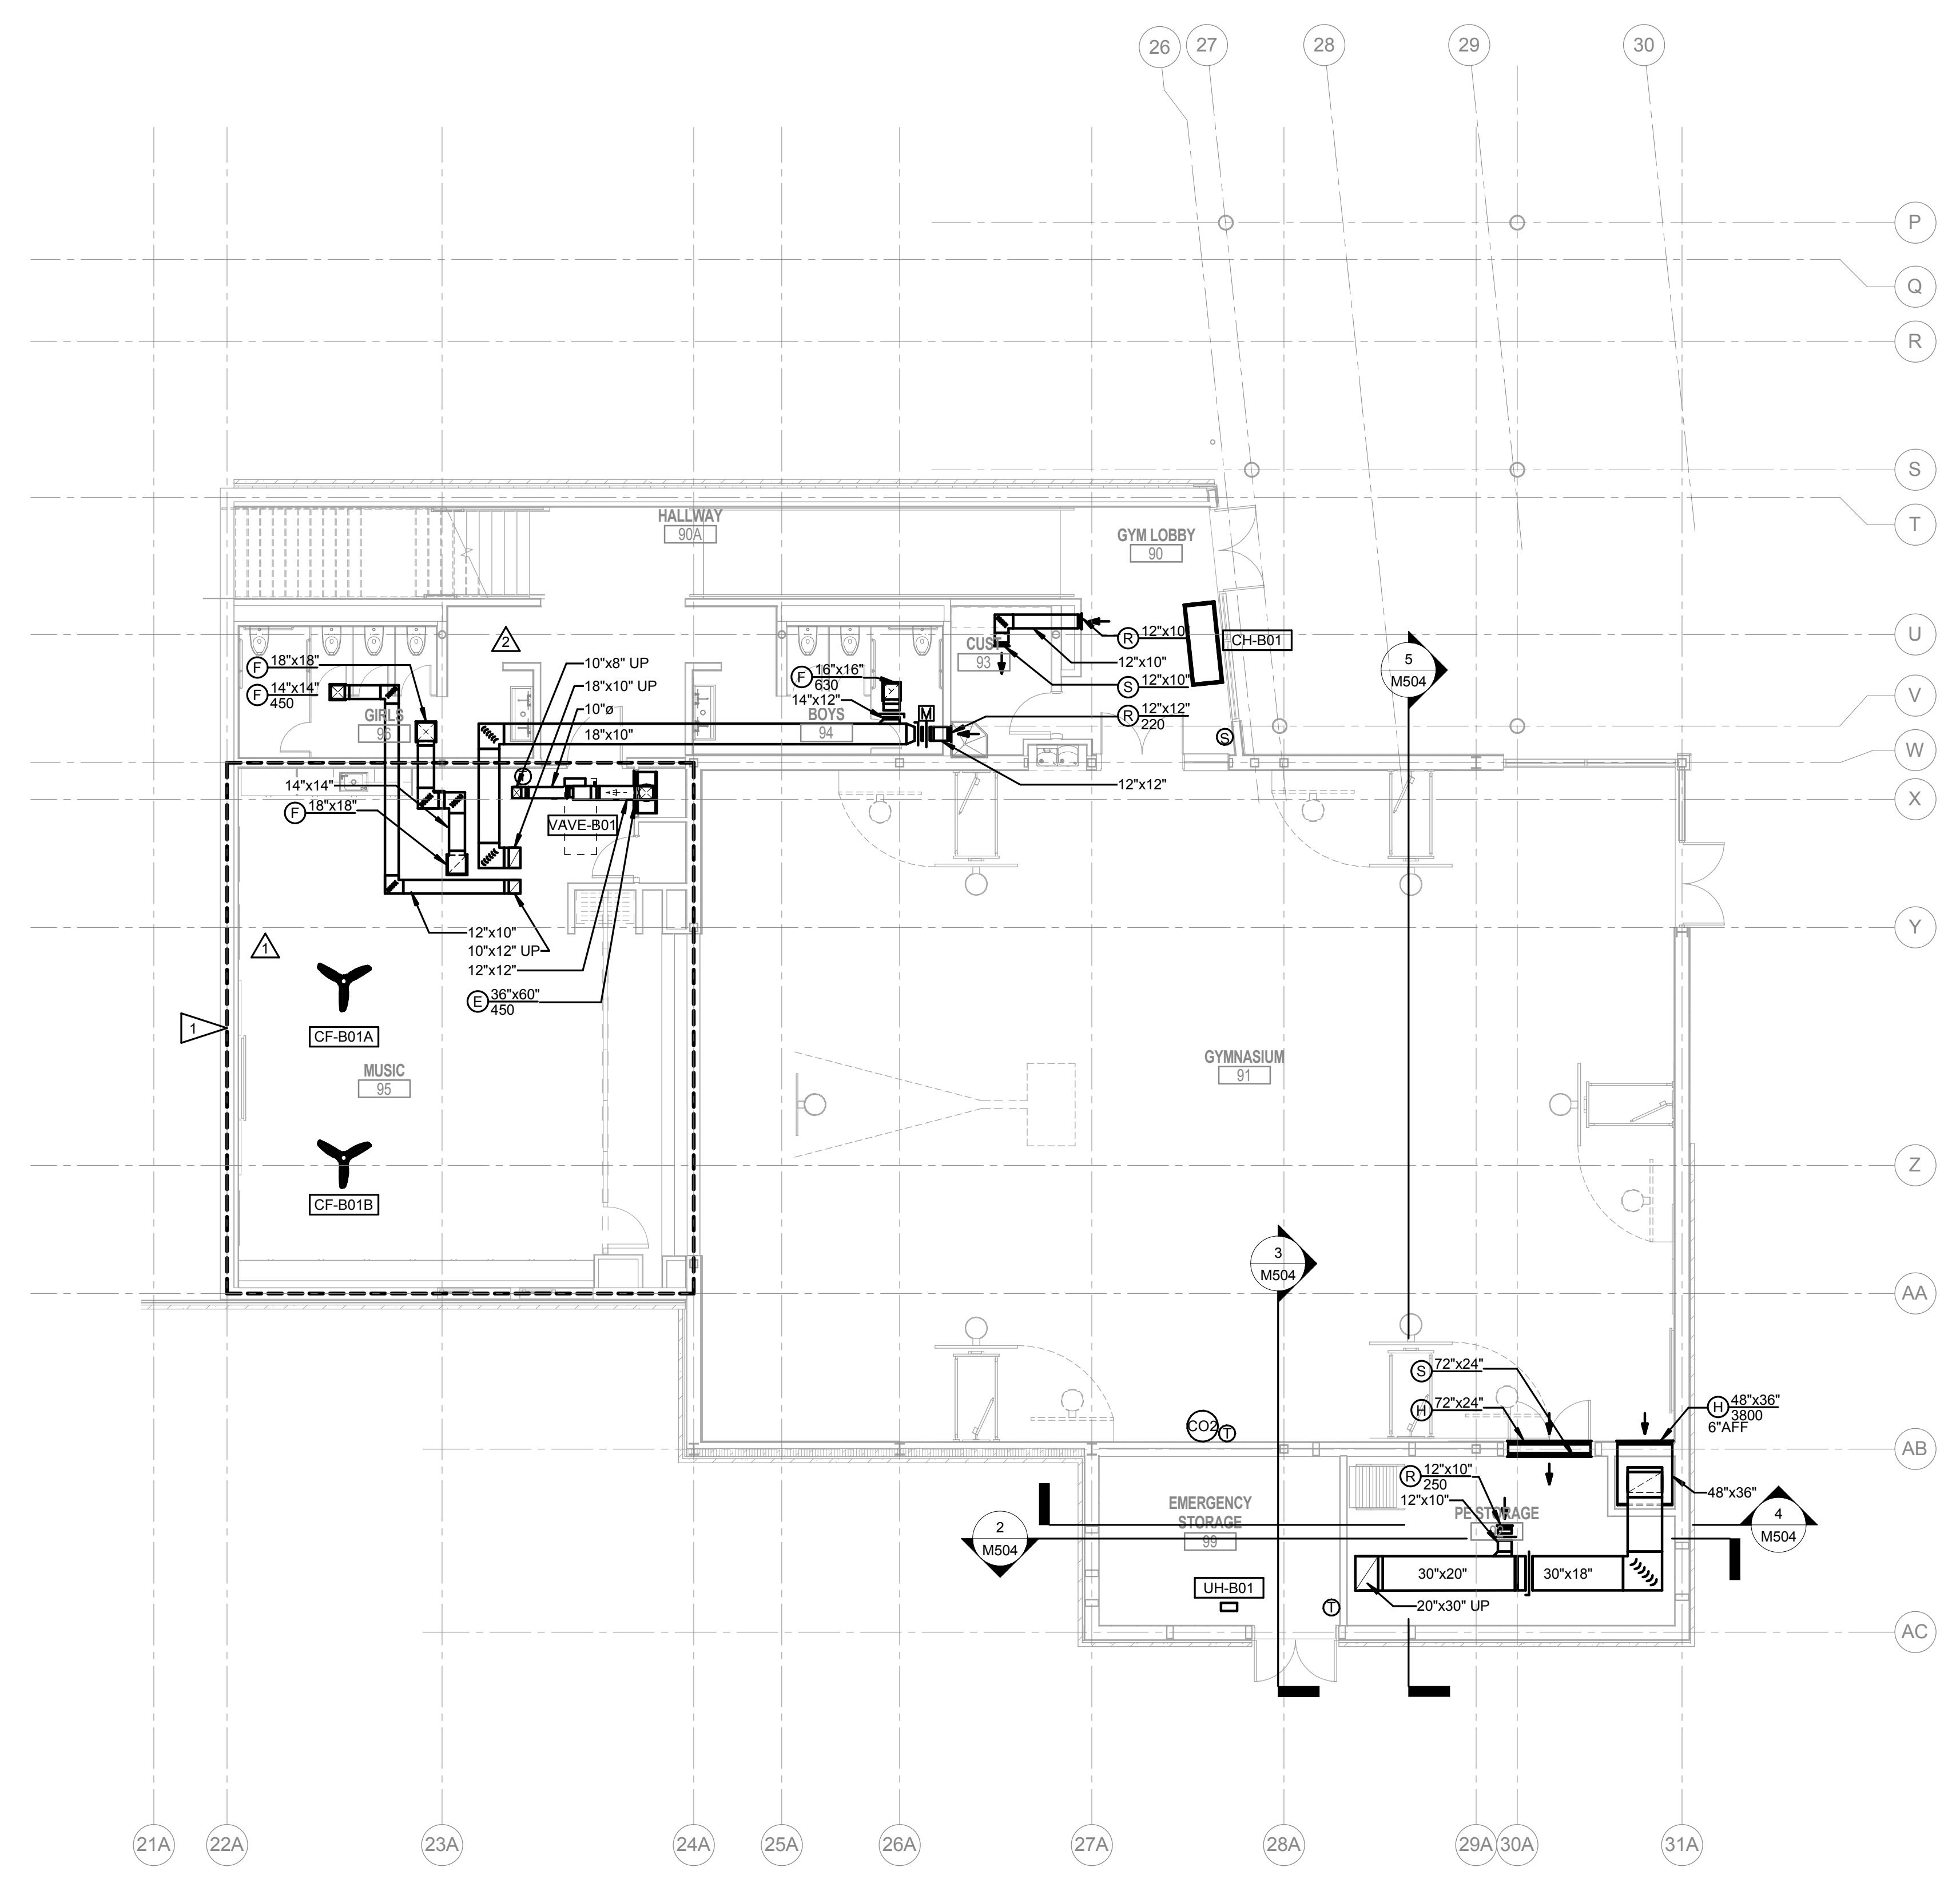 26
27
28
29
30
P
Q
R
S
T
HALLWAY
90A
GYM LOBBY
90
U
2
R 12"x10"
CH-B01
CUST
93
5
M504
F 18"x18"
F 14"x14"
450
10"x8" UP
18"x10" UP
10"ø
F 16"x16"
630
14"x12"
12"x10"
S 12"x10"
V
GIRLS
96
BOYS
94
M
R 12"x12"
220
18"x10"
S
W
14"x14"
T
12"x12"
X
F 18"x18"
VAVE-B01
Y
12"x10"
10"x12" UP
12"x12"
1
E 36"x60"
450
1
CF-B01A
MUSIC
95
GYMNASIUM
91
Z
CF-B01B
3
M504
AA
S 72"x24"
H 72"x24"
H 48"x36"
3800
6"AFF
CO2
T
AB
R 12"x10"
250
12"x10"
48"x36"
EMERGENCY
STORAGE
99
PE STORAGE
2
M504
4
M504
UH-B01
30"x20"
30"x18"
T
20"x30" UP
AC
21A
22A
23A
24A
25A
26A
27A
28A
29A
30A
31A